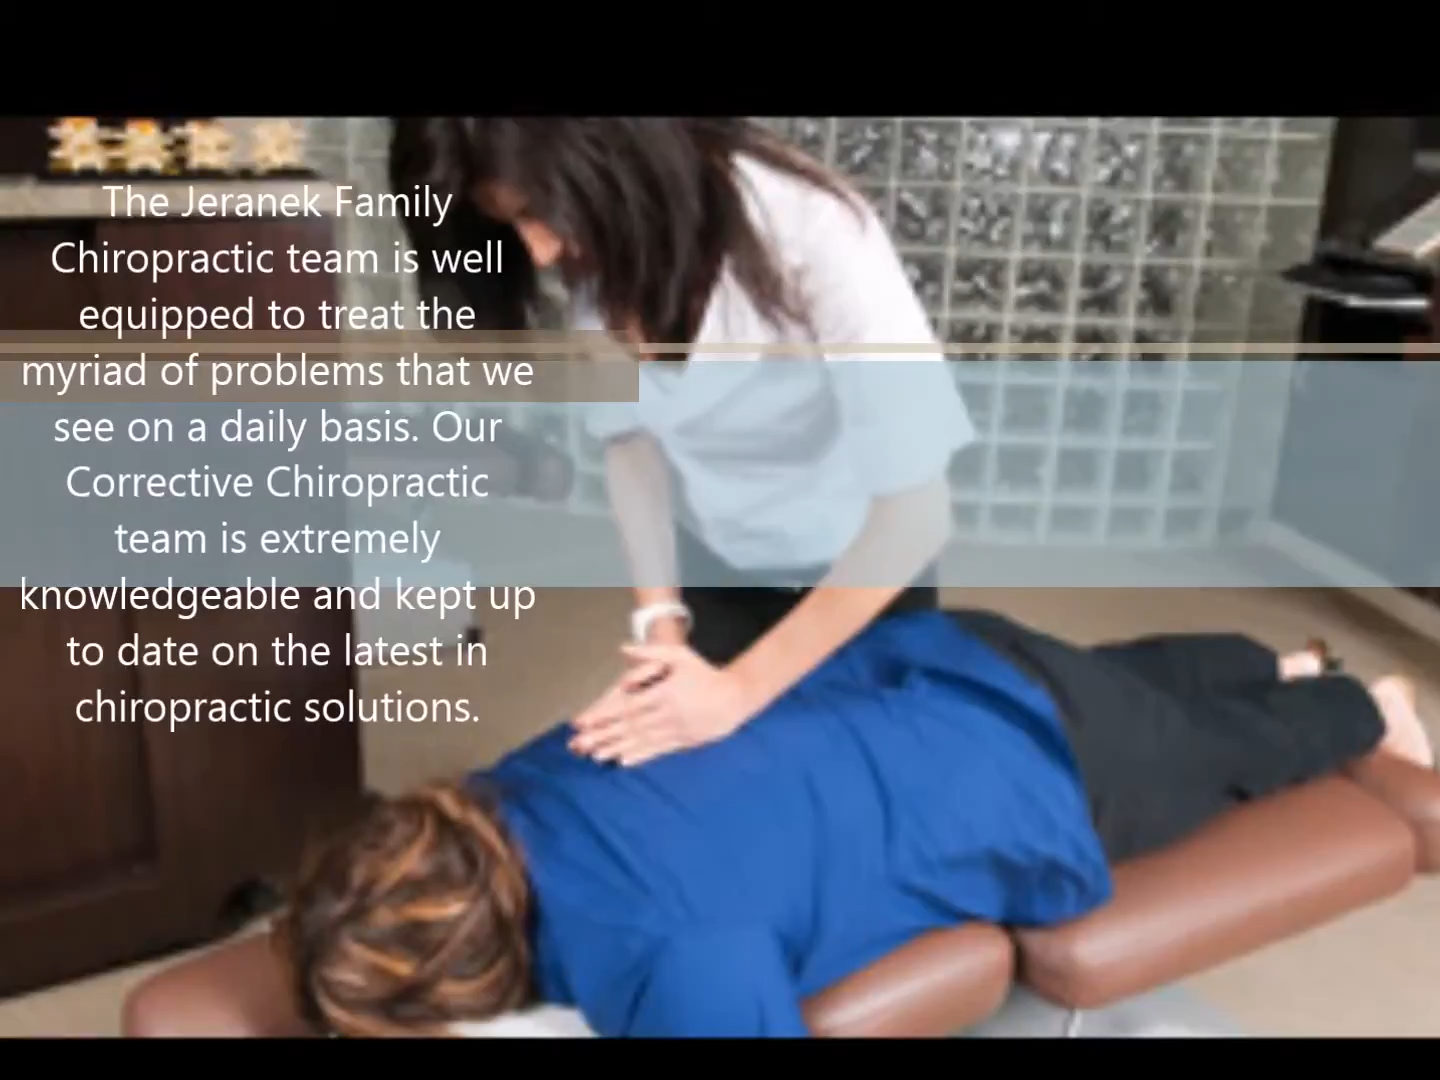 The Jeranek Family
Chiropractic team is well
equipped to treat the
myriad of problems that we
see on a daily basis. Our
Corrective Chiropractic
team is extremely
knowledgeable and kept up
to date on the latest in
chiropractic solutions.